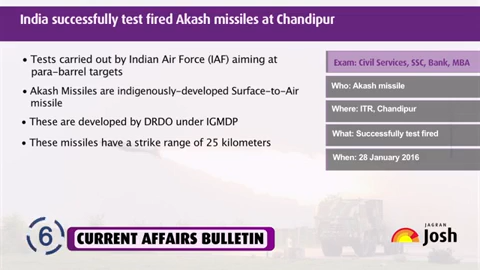 India successfully test fired Akash missiles at Chandipur
• Tests carried out by Indian Air Force (IAF) aiming at
para-barrel targets
• Akash Missiles are indigenously-developed Surface-to-Air
missile
• These are developed by DRDO under IGMDP
• These missiles have a strike range of 25 kilometers
Exam: Civil Services, SSC, Bank, MBA
Who: Akash missile
Where: ITR, Chandipur
What: Successfully test fired
When: 28 January 2016
6
CURRENT AFFAIRS BULLETIN
JAGRAN
Josh